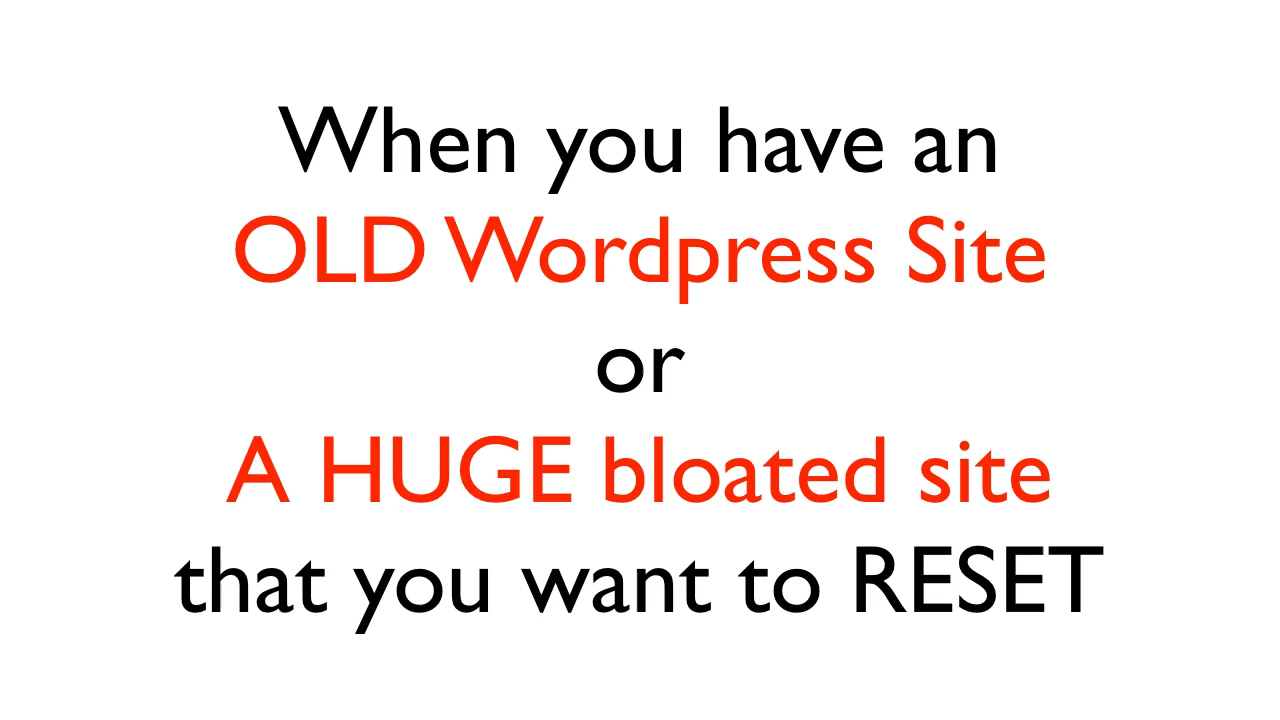 When you have an
OLD Wordpress Site
or
A HUGE bloated site
that you want to RESET